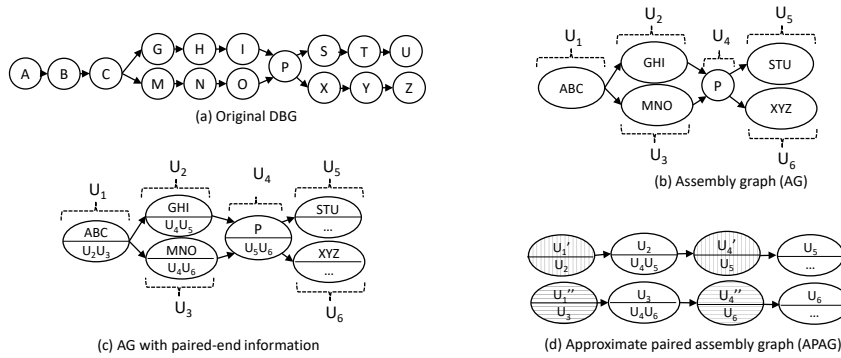 A B C G H I M N O P S T U X Y Z
(a) Original DBG
U1 U2 U3 U4 U5 U6
ABC GHI MNO P STU XYZ
(b) Assembly graph (AG)
U1 U2 U3 U4 U5 U6
ABC
U2U3
GHI
U4U5
MNO
U4U6
P
U5U6
STU
...
XYZ
...
(c) AG with paired-end information
U1′ U2 U4′ U5
U2 U4U5 U5 ...
U1′′ U3 U4′′ U6
U3 U4U6 U6 ...
(d) Approximate paired assembly graph (APAG)